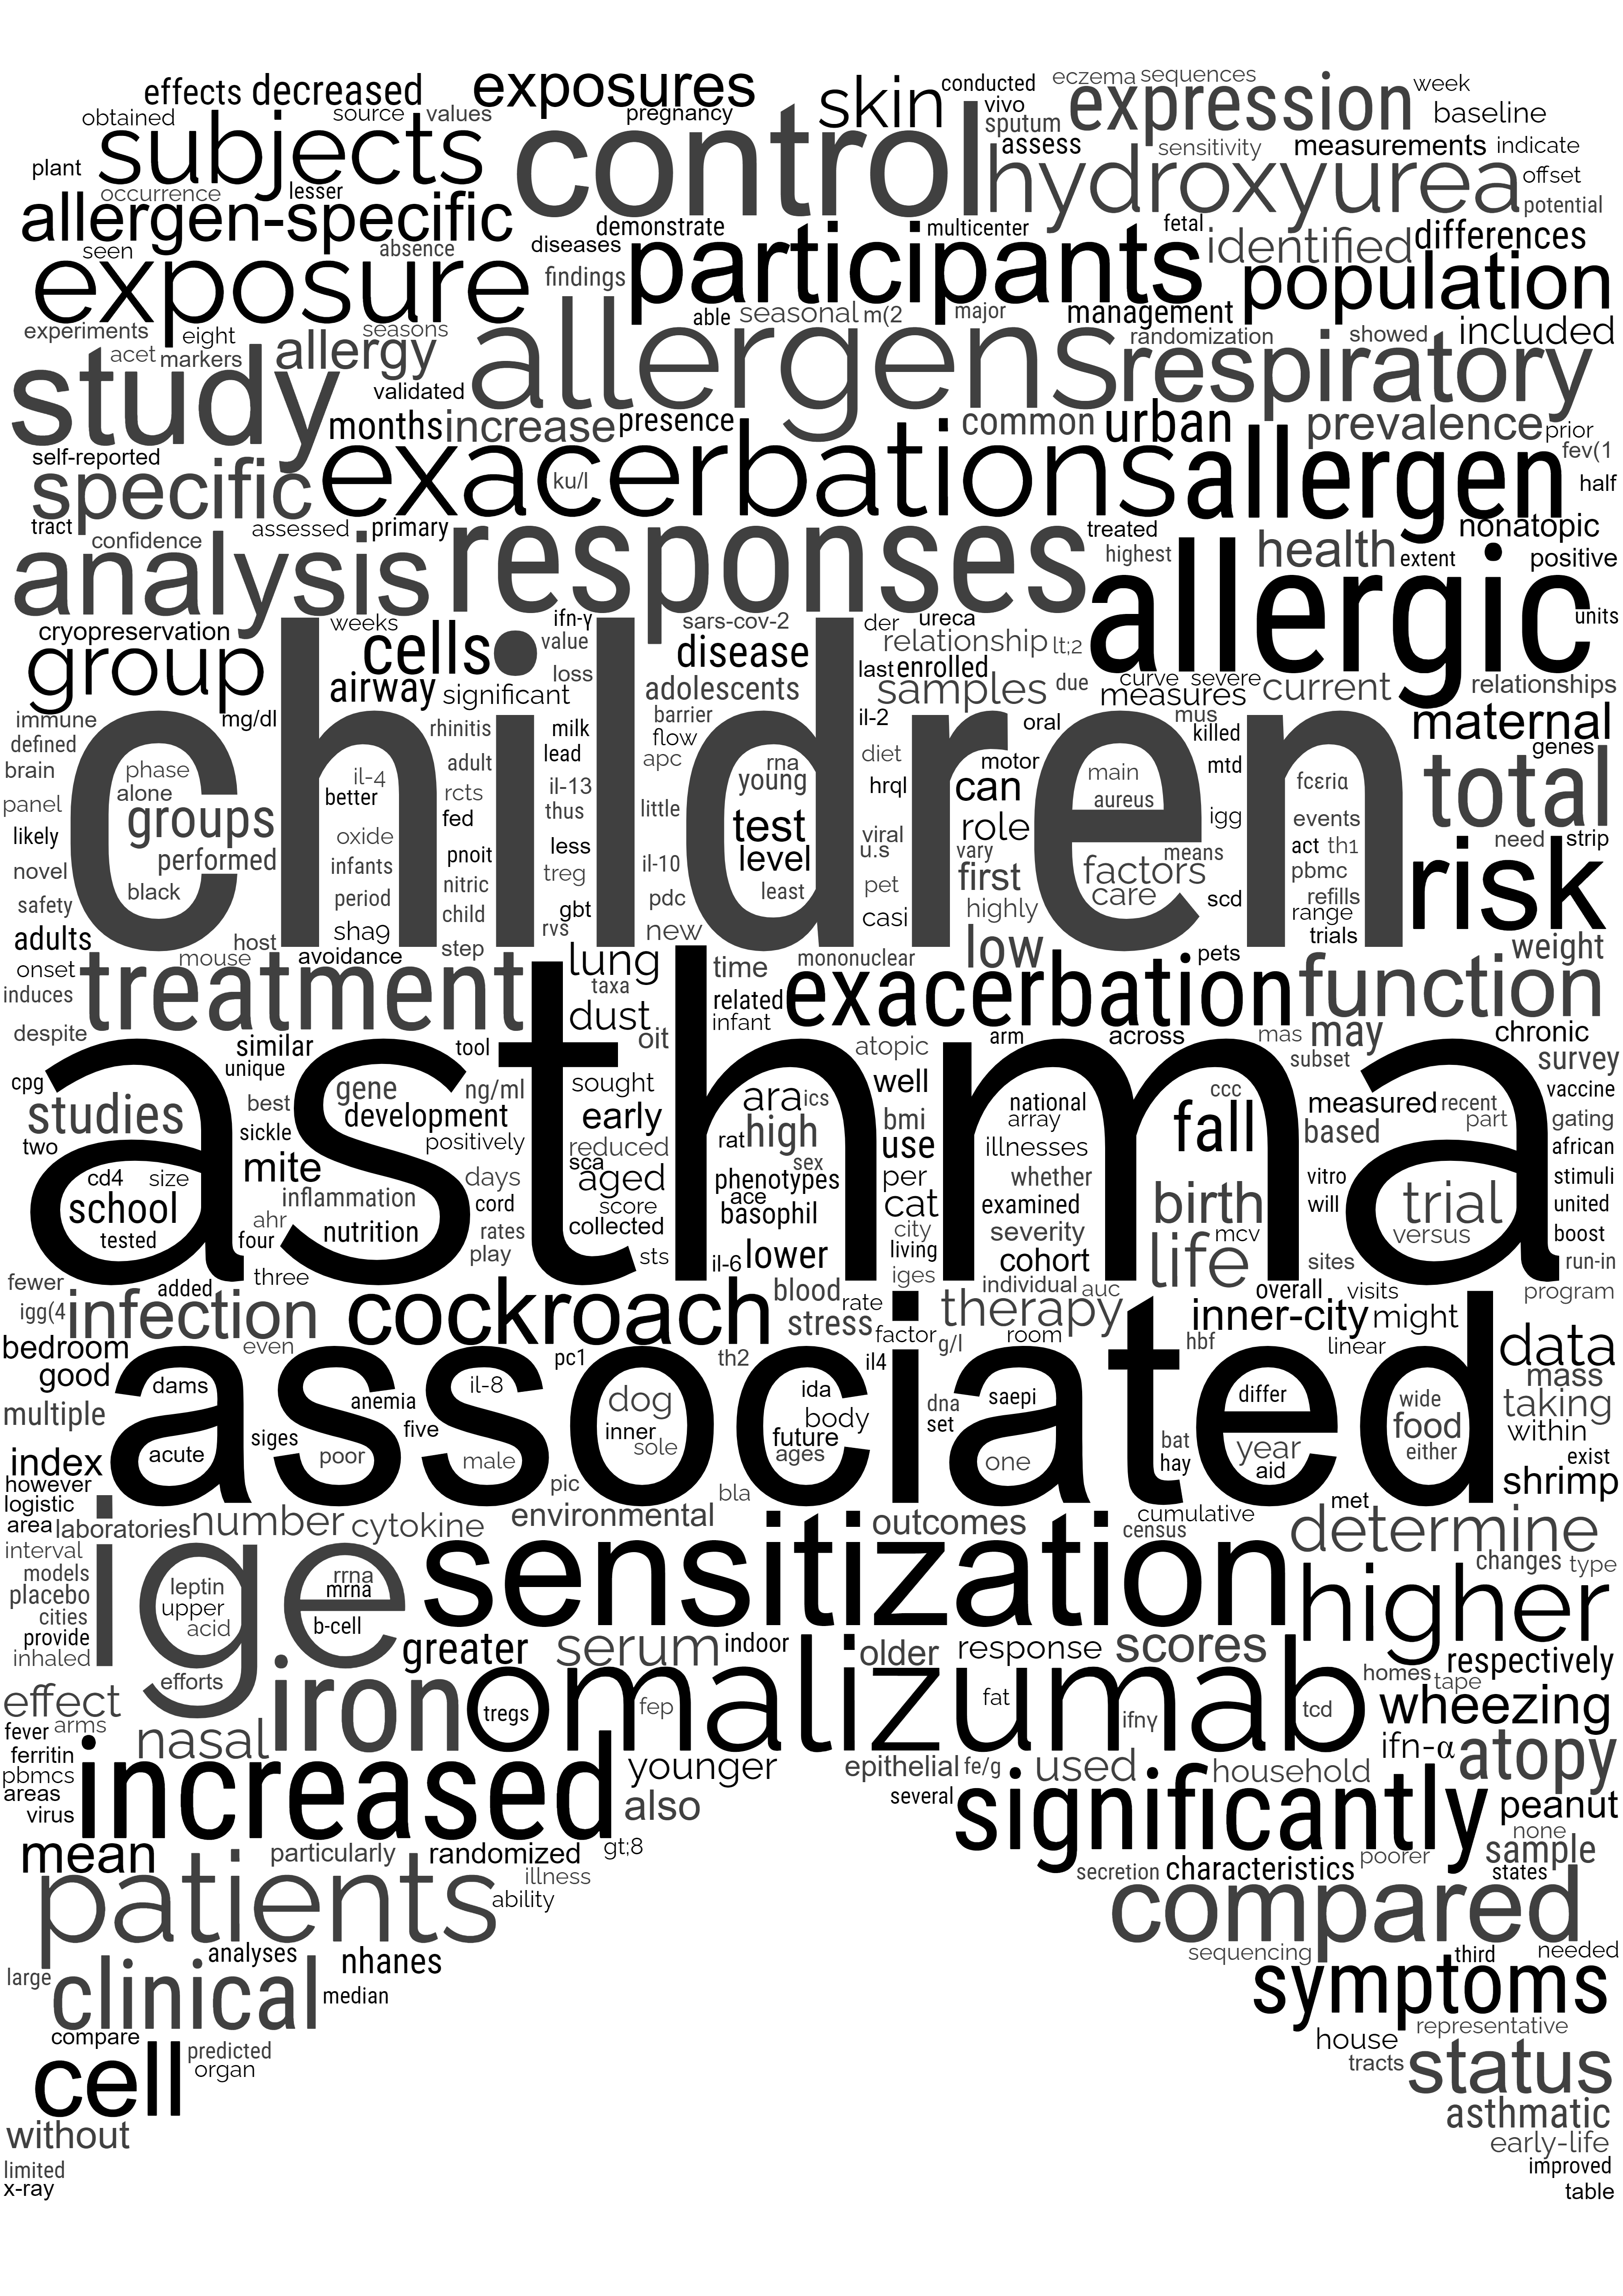 effects decreased exposures skin conducted eczema sequences week
obtained source values pregnancy vivo expression baseline
subjects control sputum
plant assess sensitivity measurements indicate
occurrence lesser hydroxyurea offset
allergen-specific demonstrate multicenter fetal potential
seen absence diseases participants identified differences
exposure findings population
experiments eight seasons able seasonal m(2 major management
acet markers allergy allergens randomization showed included
study validated respiratory
months increase presence common urban prevalence prior
self-reported exacerbations allergen fev(1
specific ku/l half
tract assessed primary treated nonatopic
confidence responses highest health extent positive
analysis allergic
weeks ifn-γ sars-cov-2 der ureca units
cryopreservation cells value disease relationship lt;2
group loss last enrolled
airway significant adolescents samples due curve severe current relationships
measures
immune mg/dl rhinitis milk barrier il-2 oral mus maternal
defined flow killed genes
brain phase il-4 adult lead apc rna diet motor main mtd fcεriα total
children
alone better rcts il-13 young hrql can aureus
panel groups fed thus little igg events
likely oxide test viral role act th1 need strip
performed pnoit less level u.s vary means
novel infants treg il-10 first factors pbmc risk
black nitric pdc least pet care refills
safety period child gbt casi highly scd range
adults host shag step rvs new low trials
mouse avoidance lung time mononuclear pets weight
onset treatment taxa related exacerbation function
induces dust infant
despite similar tool oit atopic arm across mas may chronic
unique subset survey
cpg gene ng/ml sought ara ics well ccc vaccine
asthma
studies best development early bmi national fall measured recent
sickle positively rat high array based part gating
two mite reduced use illnesses african
cd4 size days sca sex phenotypes per whether vitro stimuli
school inflammation aged ace cat examined birth will trial united
ahr cord score basophil
tested four nutrition rates collected city severity mcv versus boost
play sts il-6 lower living cohort life sites run-in
fewer three iges individual auc
added blood overall visits program
igg(4 infection cockroach rate therapy inner-city might
bedroom even stress factor g/l room hbf linear data
good pc1 th2 il4 mass
dams il-8 ida saepi differ wide
associated
multiple anemia dog body dna taking
siges five inner future set food within
index acute poor male sole ages one bat year either exist
however pic bla hay aid shrimp
logistic environmental met
area laboratories number cytokine outcomes cumulative
census determine
interval ige sensitization changes type
models leptin rrna
placebo upper mrna higher
cities acid b-cell
provide greater serum indoor older response scores respectively
inhaled
efforts homes tape
effect iron omalizumab wheezing
fever arms tregs fep fat ifnγ tcd
ferritin nasal ifn-α atopy
pbmcs increased younger epithelial fe/g used household
areas several
virus also significantly peanut
none
mean particularly randomized gt;8 poorer sample
patients illness secretion characteristics states
ability compared
analyses nhanes sequencing third needed
large clinical median symptoms
compare predicted house representative
cell organ tracts status
without asthmatic
early-life
limited improved
x-ray table